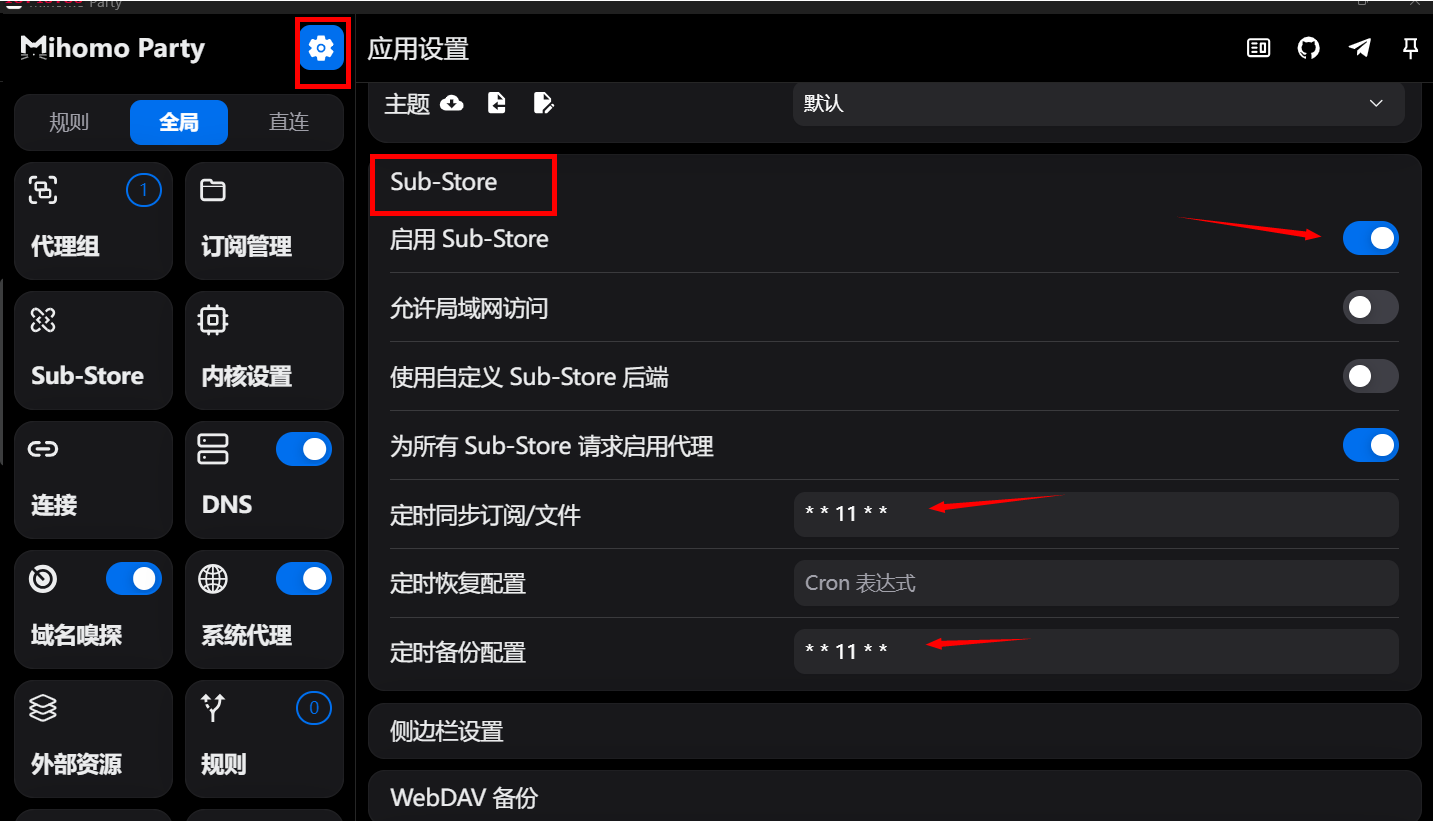 Mihomo Party
应用设置
规则
全局
直连
主题
默认
1
代理组
订阅管理
Sub-Store
内核设置
连接
DNS
域名嗅探
系统代理
外部资源
0
规则
Sub-Store
启用 Sub-Store
允许局域网访问
使用自定义 Sub-Store 后端
为所有 Sub-Store 请求启用代理
定时同步订阅/文件
* * 11 * *
定时恢复配置
Cron 表达式
定时备份配置
* * 11 * *
侧边栏设置
WebDAV 备份